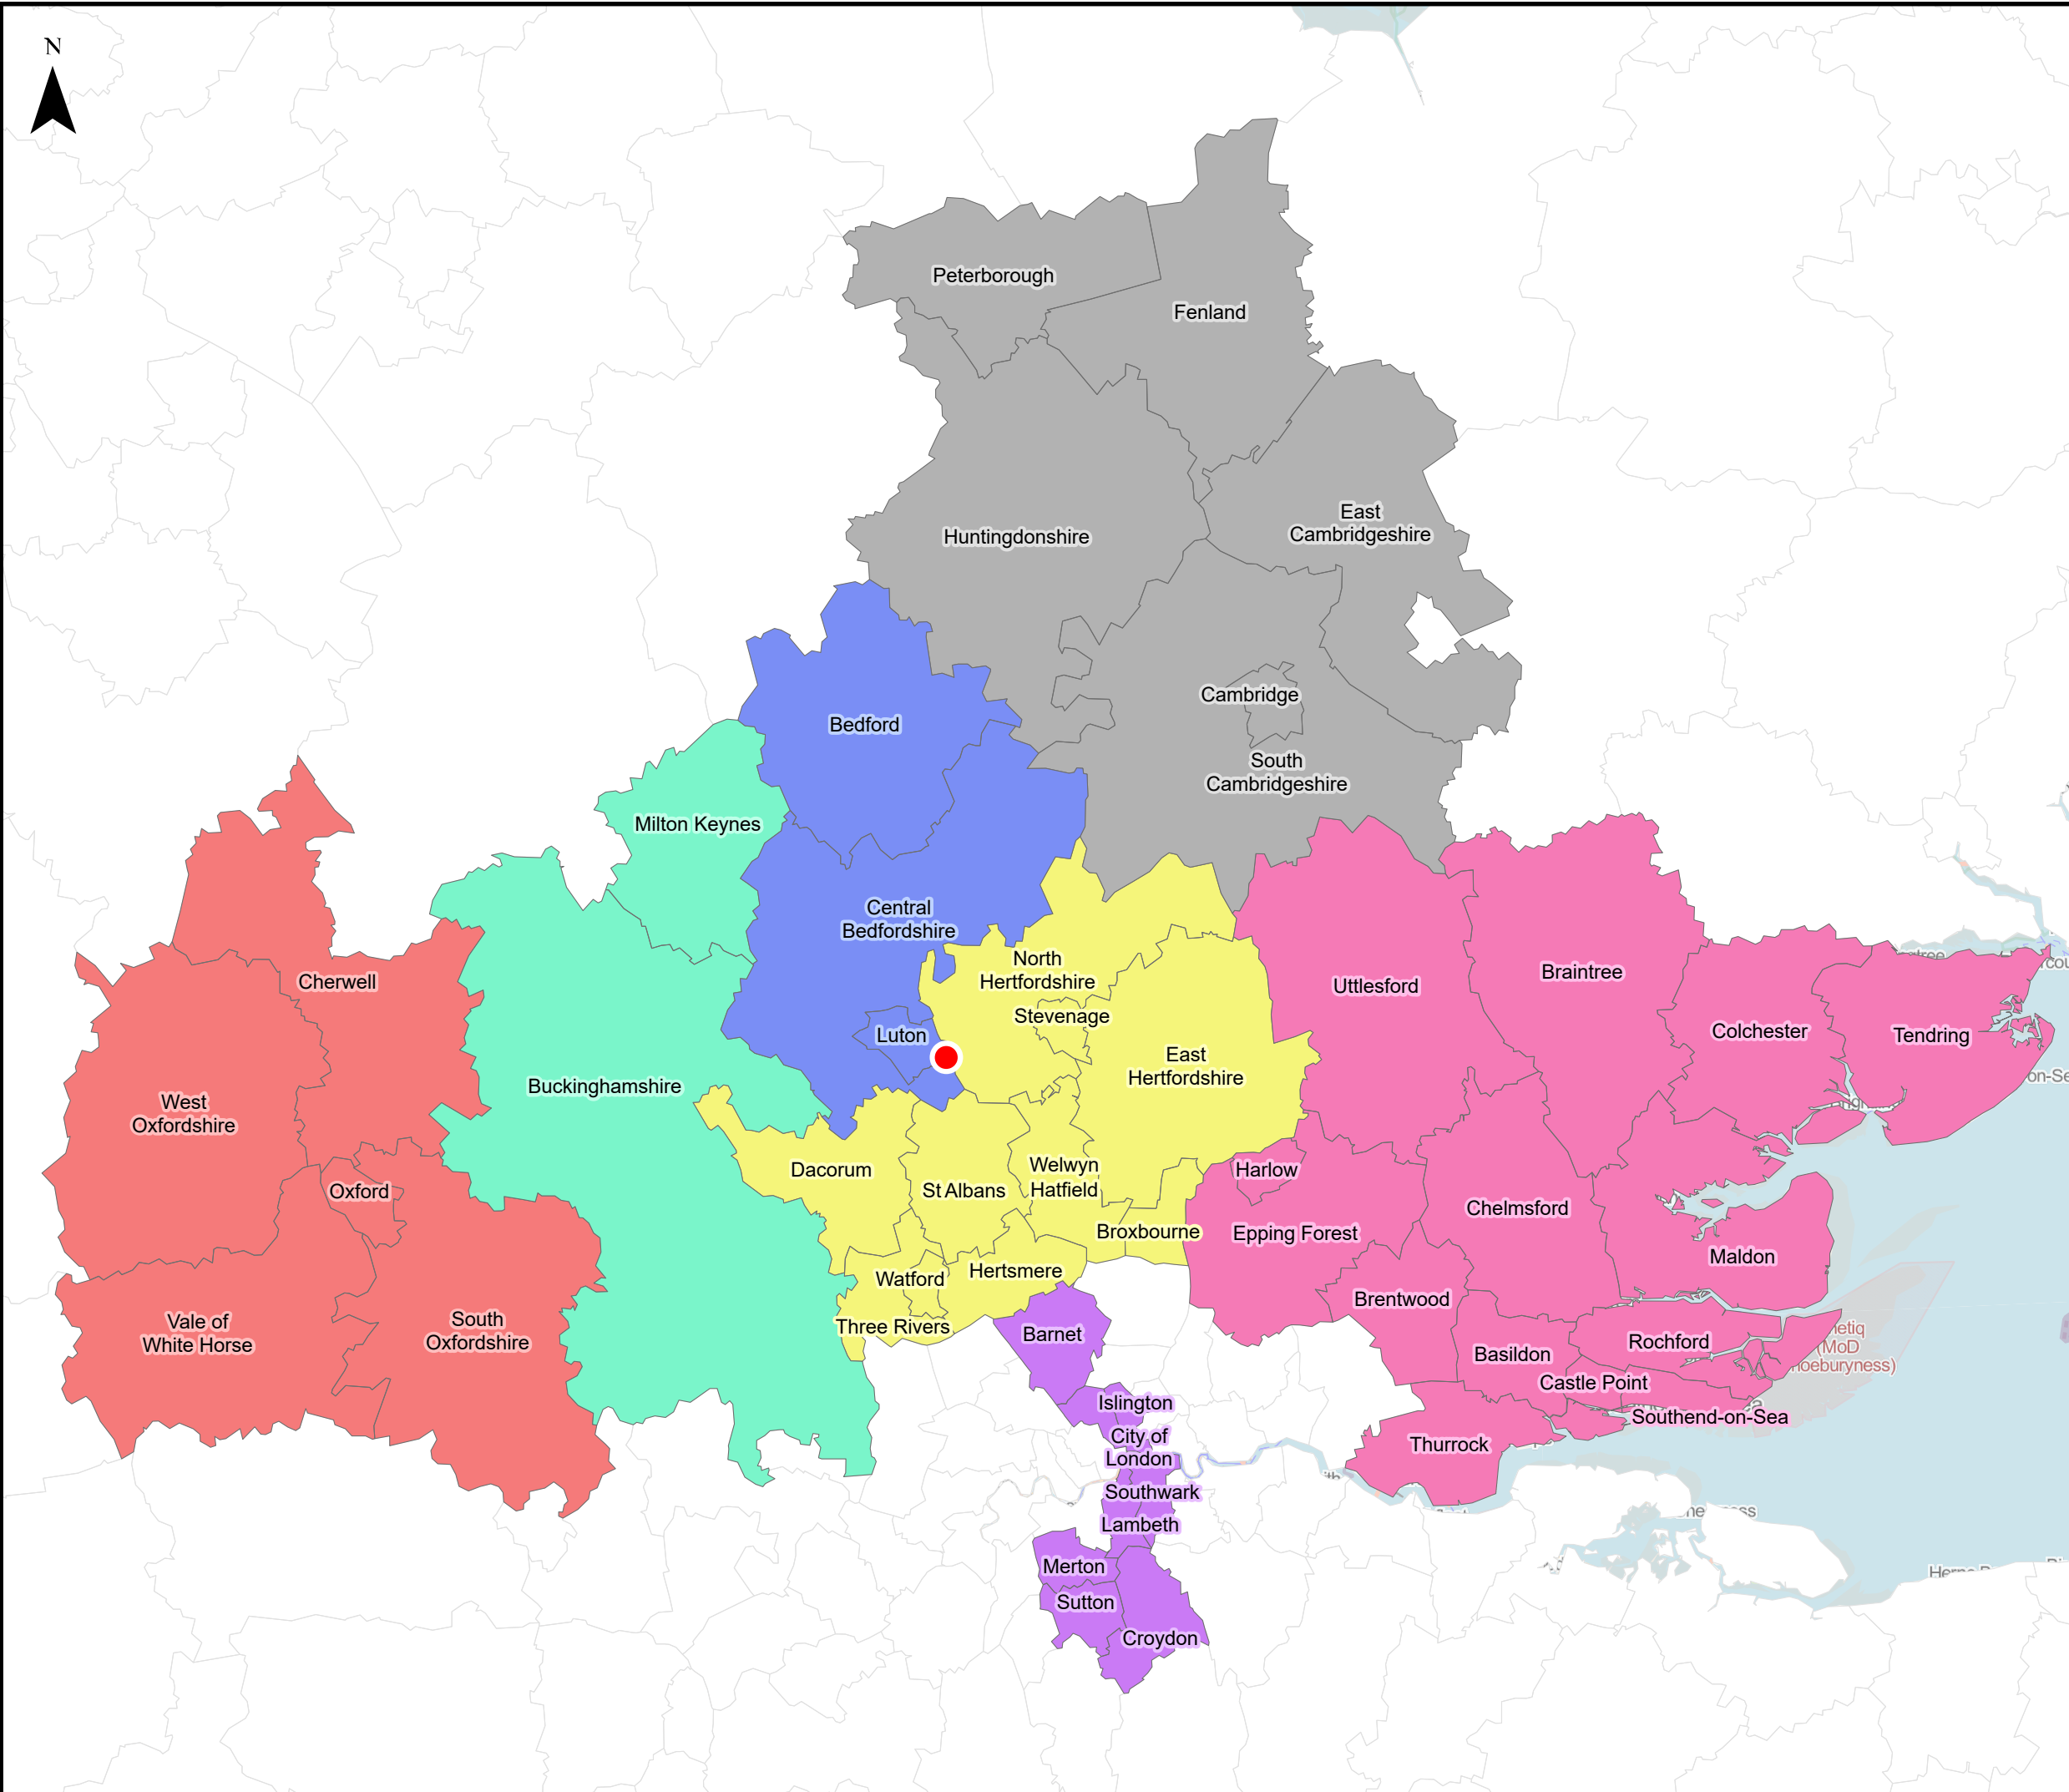 N
Peterborough
Fenland
East
Cambridgeshire
Huntingdonshire
Cambridge
Bedford
South
Cambridgeshire
Milton Keynes
Central
Bedfordshire
North
Hertfordshire
Braintree
Cherwell
Uttlesford
Stevenage
Luton
Colchester
Tendring
East
Hertfordshire
Buckinghamshire
West
Oxfordshire
Dacorum
Welwyn
Hatfield
Harlow
Oxford
St Albans
Chelmsford
Broxbourne
Epping Forest
Maldon
Hertsmere
Watford
Brentwood
Vale of
White Horse
South
Oxfordshire
Three Rivers
Barnet
Rochford
(MoD
Basildon
Castle Point
Islington
Southend-on-Sea
City of
London
Thurrock
Southwark
Lambeth
Merton
Sutton
Croydon